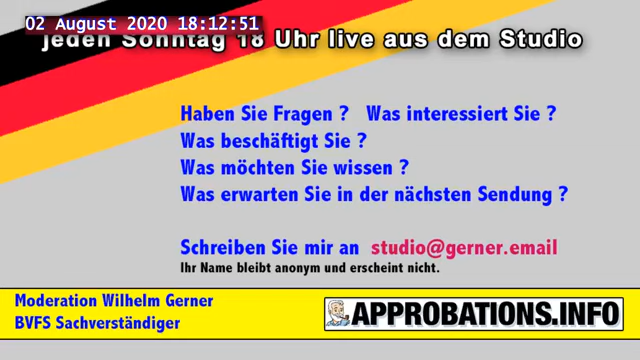 02 August 2020 18:12:51
jeden Sonntag 18 Uhr live aus dem Studio
Haben Sie Fragen ? Was interessiert Sie ?
Was beschäftigt Sie ?
Was möchten Sie wissen ?
Was erwarten Sie in der nächsten Sendung ?
Schreiben Sie mir an studio@gerner.email
Ihr Name bleibt anonym und erscheint nicht.
Moderation Wilhelm Gerner
BVFS Sachverständiger
APPROBATIONS.INFO